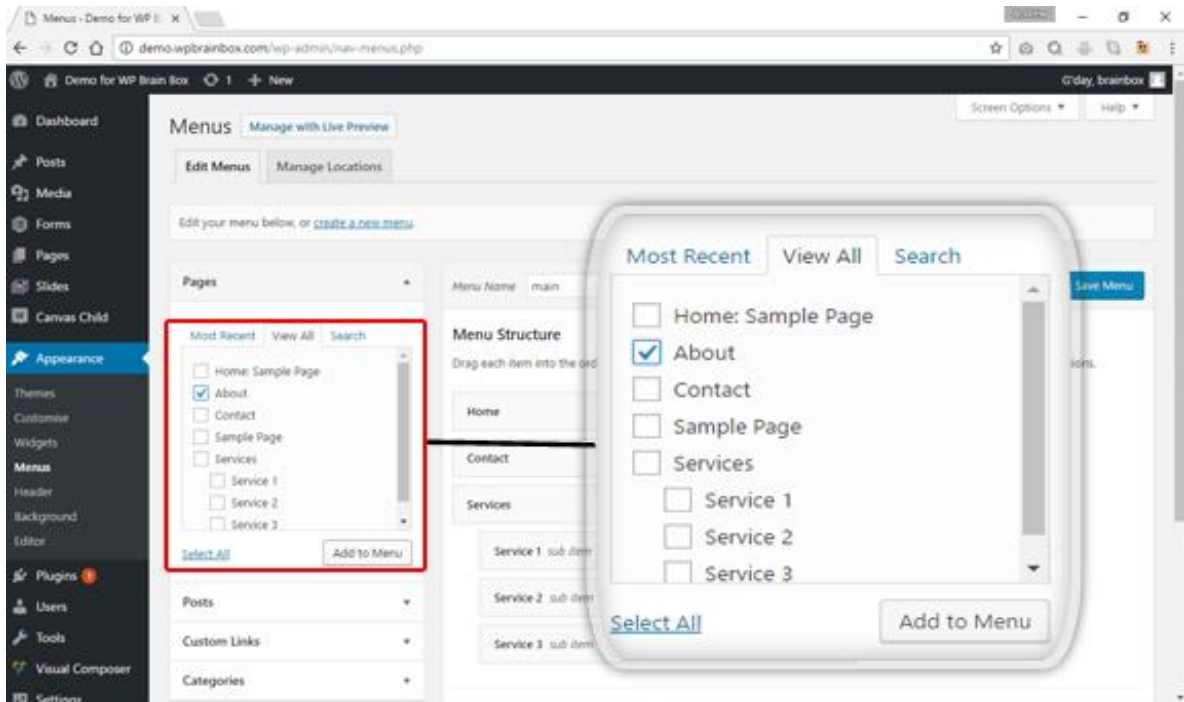 Menus - Demo for WP B
demo.wpbrainbox.com/wp-admin/nav-menus.php
Demo for WP Brain Box 1 + New
G'day, brainbox
Screen Options Help
Dashboard
Posts
Media
Forms
Pages
Slides
Canvas Child
Appearance
Themes
Customise
Widgets
Menus
Header
Background
Editor
Plugins 1
Users
Tools
Visual Composer
Settings
Menus Manage with Live Preview
Edit Menus Manage Locations
Edit your menu below, or create a new menu.
Pages
Most Recent View All Search
Home: Sample Page
About
Contact
Sample Page
Services
Service 1
Service 2
Service 3
Select All Add to Menu
Posts
Custom Links
Categories
Menu Name main
Save Menu
Menu Structure
Drag each item into the ord
ions.
Home
Contact
Services
Service 1 sub item
Service 2 sub item
Service 3 sub item
Most Recent View All Search
Home: Sample Page
About
Contact
Sample Page
Services
Service 1
Service 2
Service 3
Select All Add to Menu